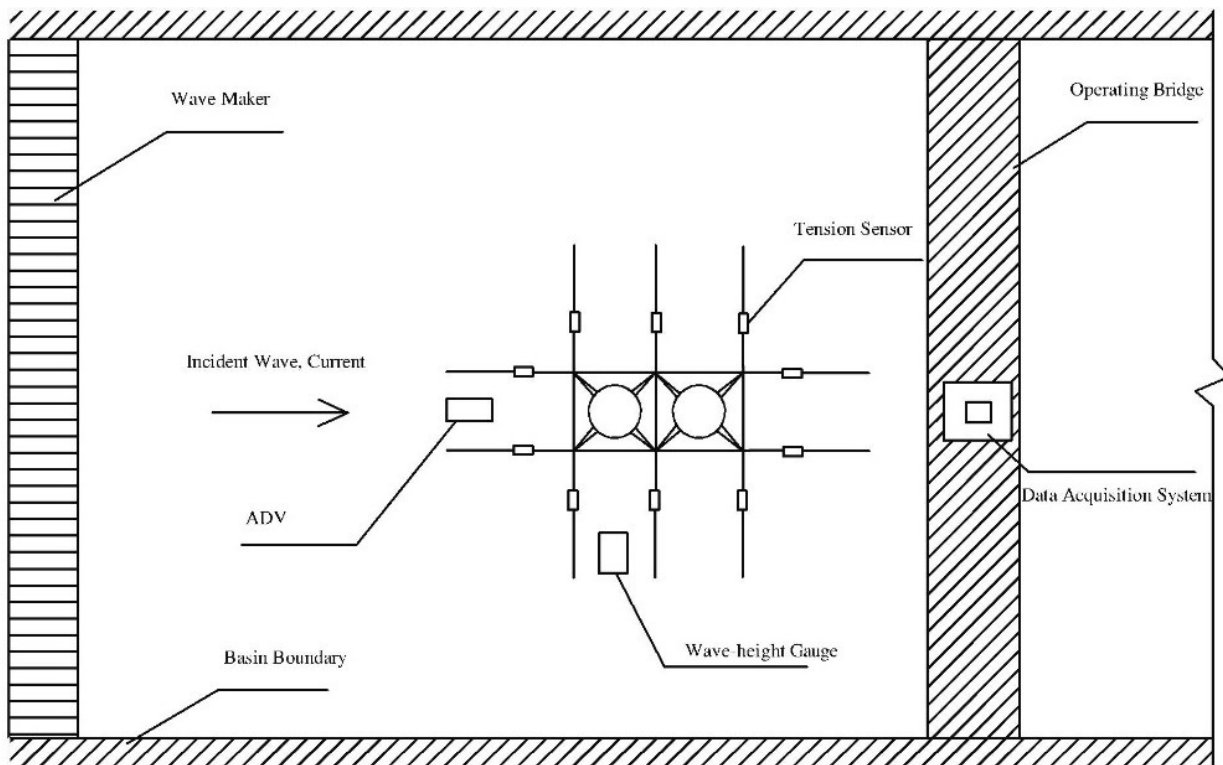 Wave Maker
Operating Bridge
Tension Sensor
Incident Wave, Current
ADV
Data Acquisition System
Wave-height Gauge
Basin Boundary